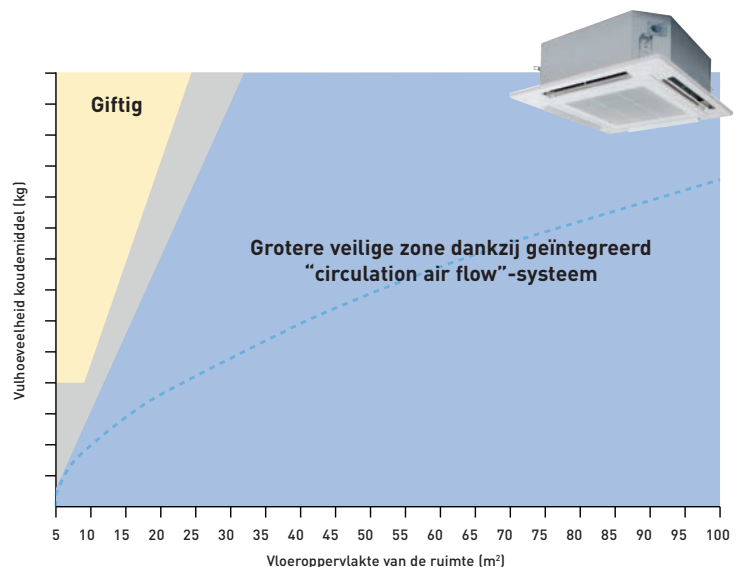 Giftig
Vulhoeveelheid koudemiddel (kg)
Grotere veilige zone dankzij geïntegreerd
“circulation air flow”-systeem
5 10 15 20 25 30 35 40 45 50 55 60 65 70 75 80 85 90 95 100
Vloeroppervlakte van de ruimte (m²)